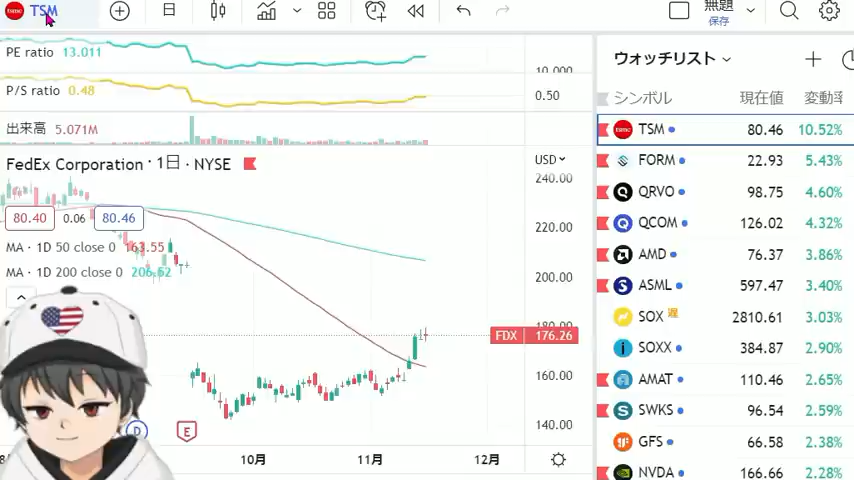 TSM
日
無題
保存
PE ratio 13.011
10.000
P/S ratio 0.48
0.50
出来高 5.071M
FedEx Corporation · 1日 · NYSE
USD
240.00
80.40 0.06 80.46
220.00
MA · 1D 50 close 0 163.55
MA · 1D 200 close 0 206.62
200.00
180.00
FDX 176.26
160.00
140.00
D
E
10月 11月 12月
ウォッチリスト
シンボル 現在値 変動率
TSM 80.46 10.52%
FORM 22.93 5.43%
QRVO 98.75 4.60%
QCOM 126.02 4.32%
AMD 76.37 3.86%
ASML 597.47 3.40%
SOX 遅 2810.61 3.03%
SOXX 384.87 2.90%
AMAT 110.46 2.65%
SWKS 96.54 2.59%
GFS 66.58 2.38%
NVDA 166.66 2.28%